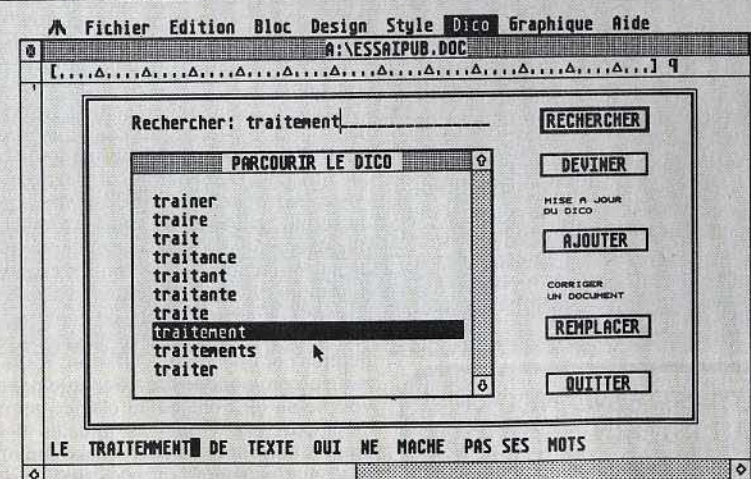 Fichier Edition Bloc Design Style Dico Graphique Aide
A:\ESSAIPUB.DOC
Rechercher: traitement
RECHERCHER
PARCOURIR LE DICO
DEVINER
trainer
traire
trait
traitance
traitant
traitante
traite
traitement
traitements
traiter
MISE A JOUR
DU DICO
AJOUTER
CORRIGER
UN DOCUMENT
REMPLACER
QUITTER
LE TRAITEMMENT DE TEXTE QUI NE MACHE PAS SES MOTS